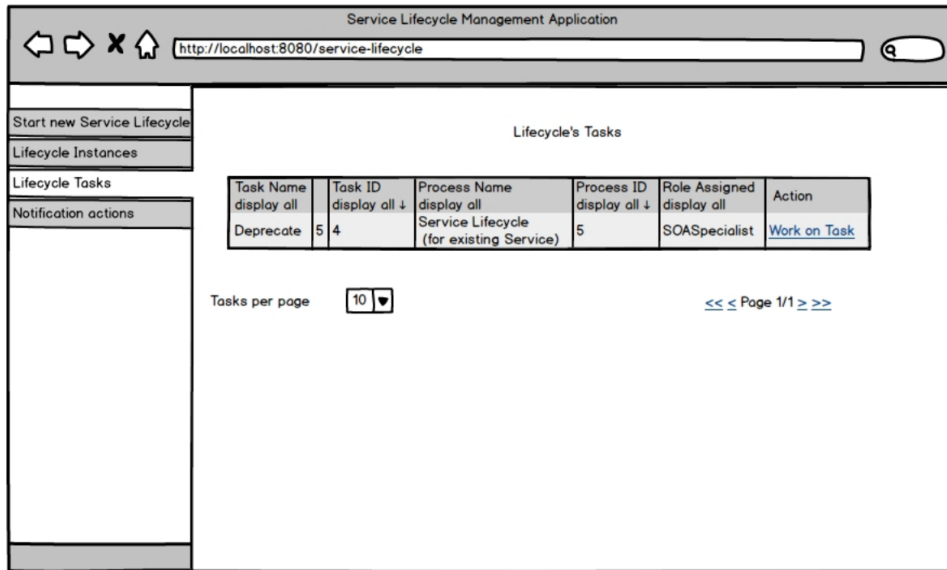 Service Lifecycle Management Application
http://localhost:8080/service-lifecycle
Start new Service Lifecycle
Lifecycle Instances
Lifecycle Tasks
Notification actions
Lifecycle's Tasks
Task Name Task ID Process Name Process ID Role Assigned Action
display all display all ↓ display all display all ↓ display all
Deprecate 5 4 Service Lifecycle 5 SOASpecialist Work on Task
(for existing Service)
Tasks per page 10 << < Page 1/1 > >>